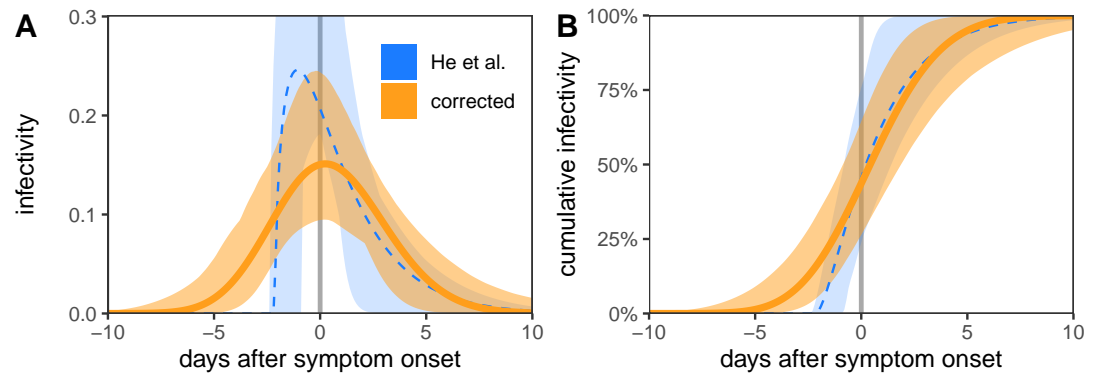 A
0.3
0.2
0.1
0.0
infectivity
−10
−5
0
5
10
days after symptom onset
He et al.
corrected
B
100%
75%
50%
25%
0%
cumulative infectivity
−10
−5
0
5
10
days after symptom onset